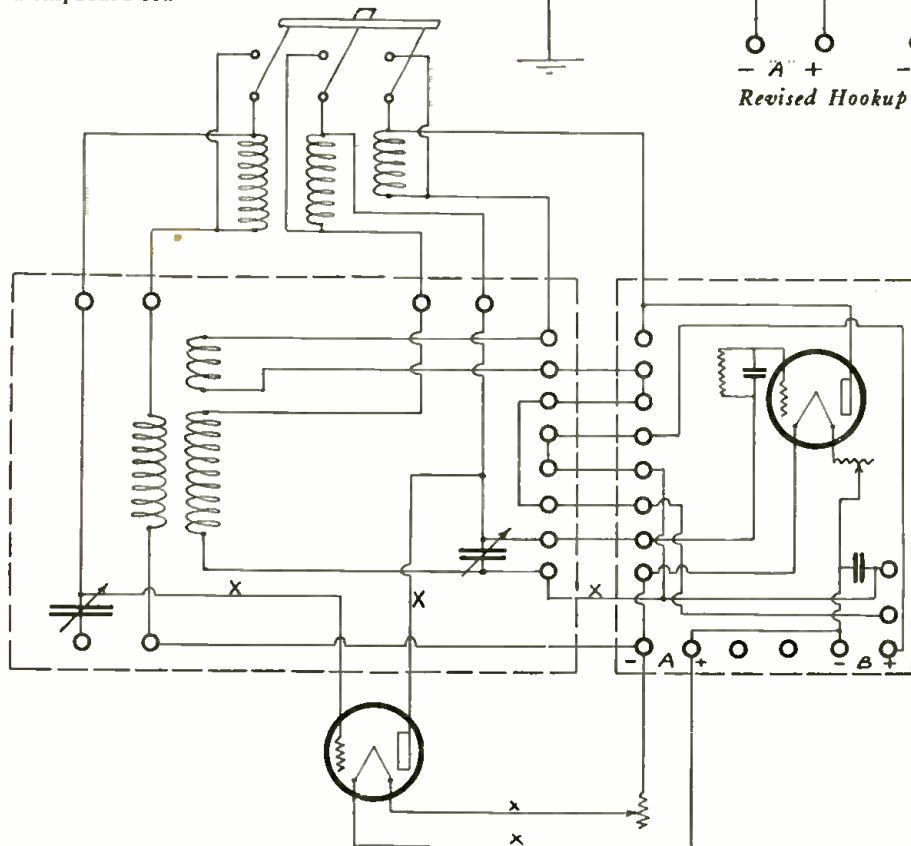 - "A" + -
Revised Hookup
X
X
X
- A + - B +
x
x